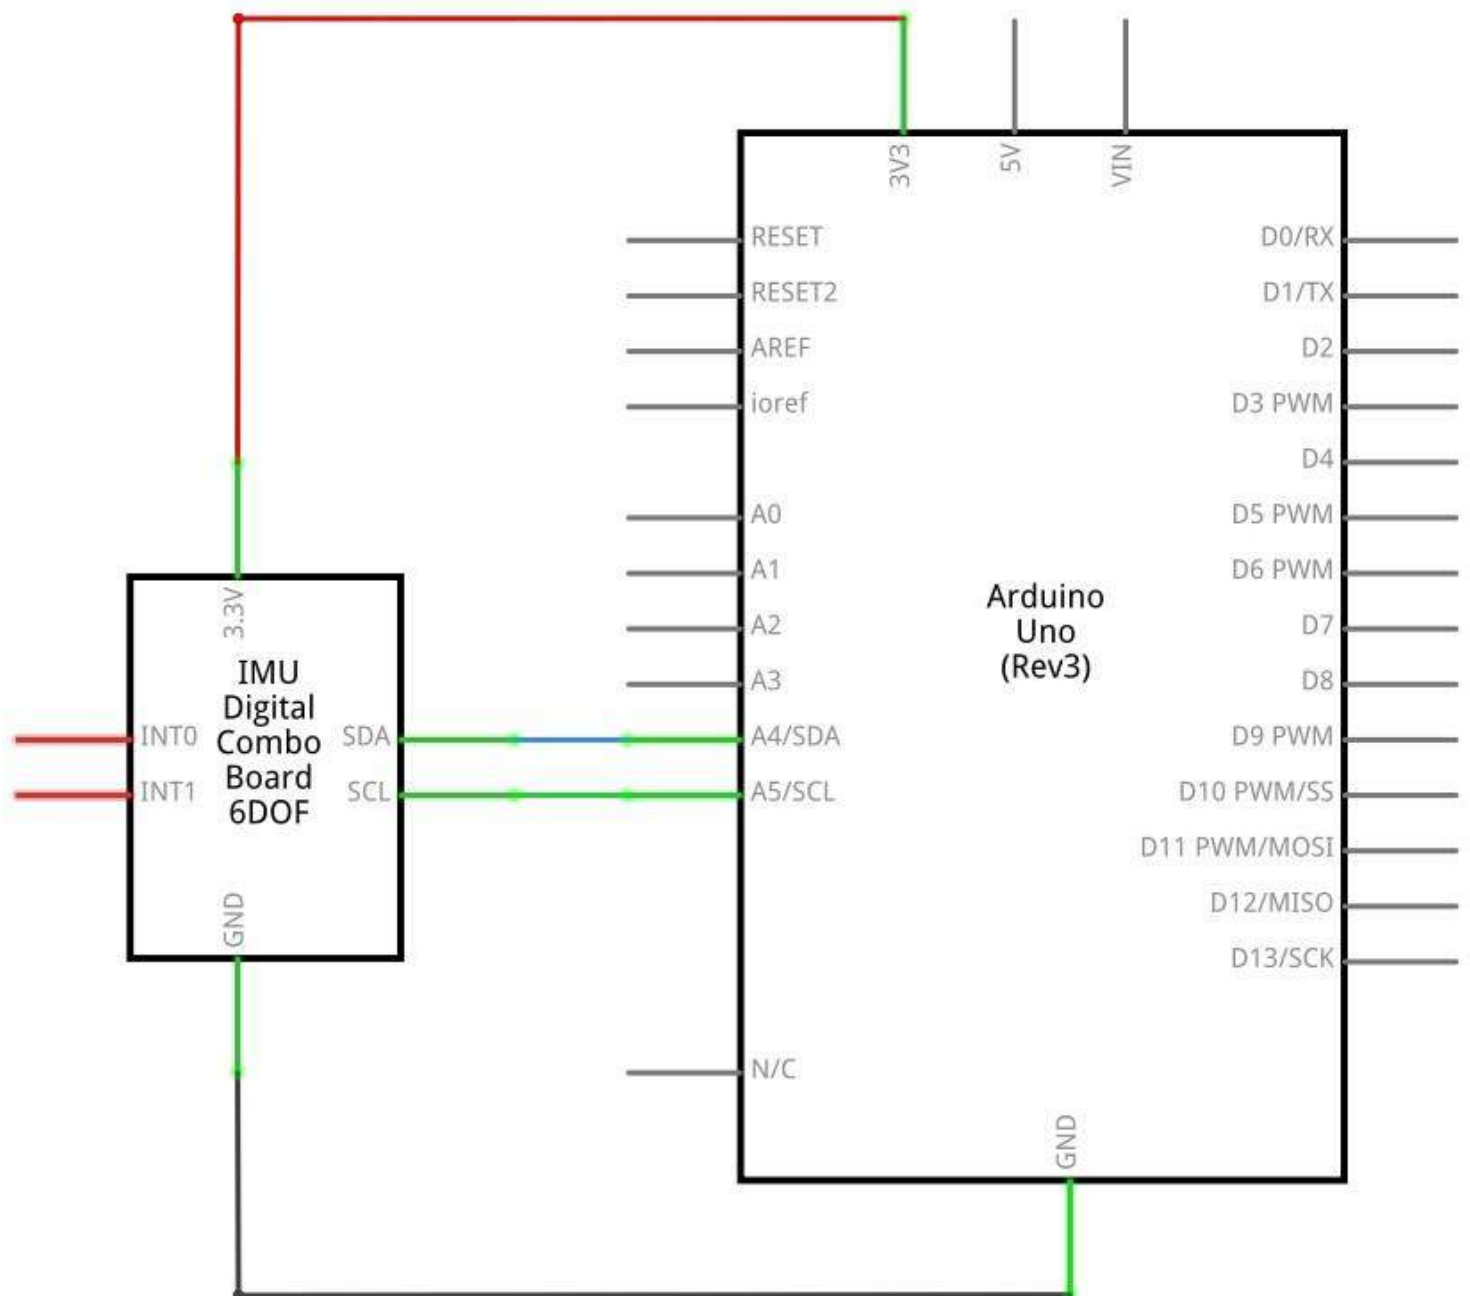 3V3
5V
VIN
RESET
D0/RX
RESET2
D1/TX
AREF
D2
ioref
D3 PWM
D4
A0
D5 PWM
A1
D6 PWM
Arduino
Uno
(Rev3)
A2
D7
A3
D8
A4/SDA
D9 PWM
A5/SCL
D10 PWM/SS
D11 PWM/MOSI
D12/MISO
D13/SCK
N/C
GND
3.3V
IMU
Digital
Combo
Board
6DOF
INT0
SDA
INT1
SCL
GND